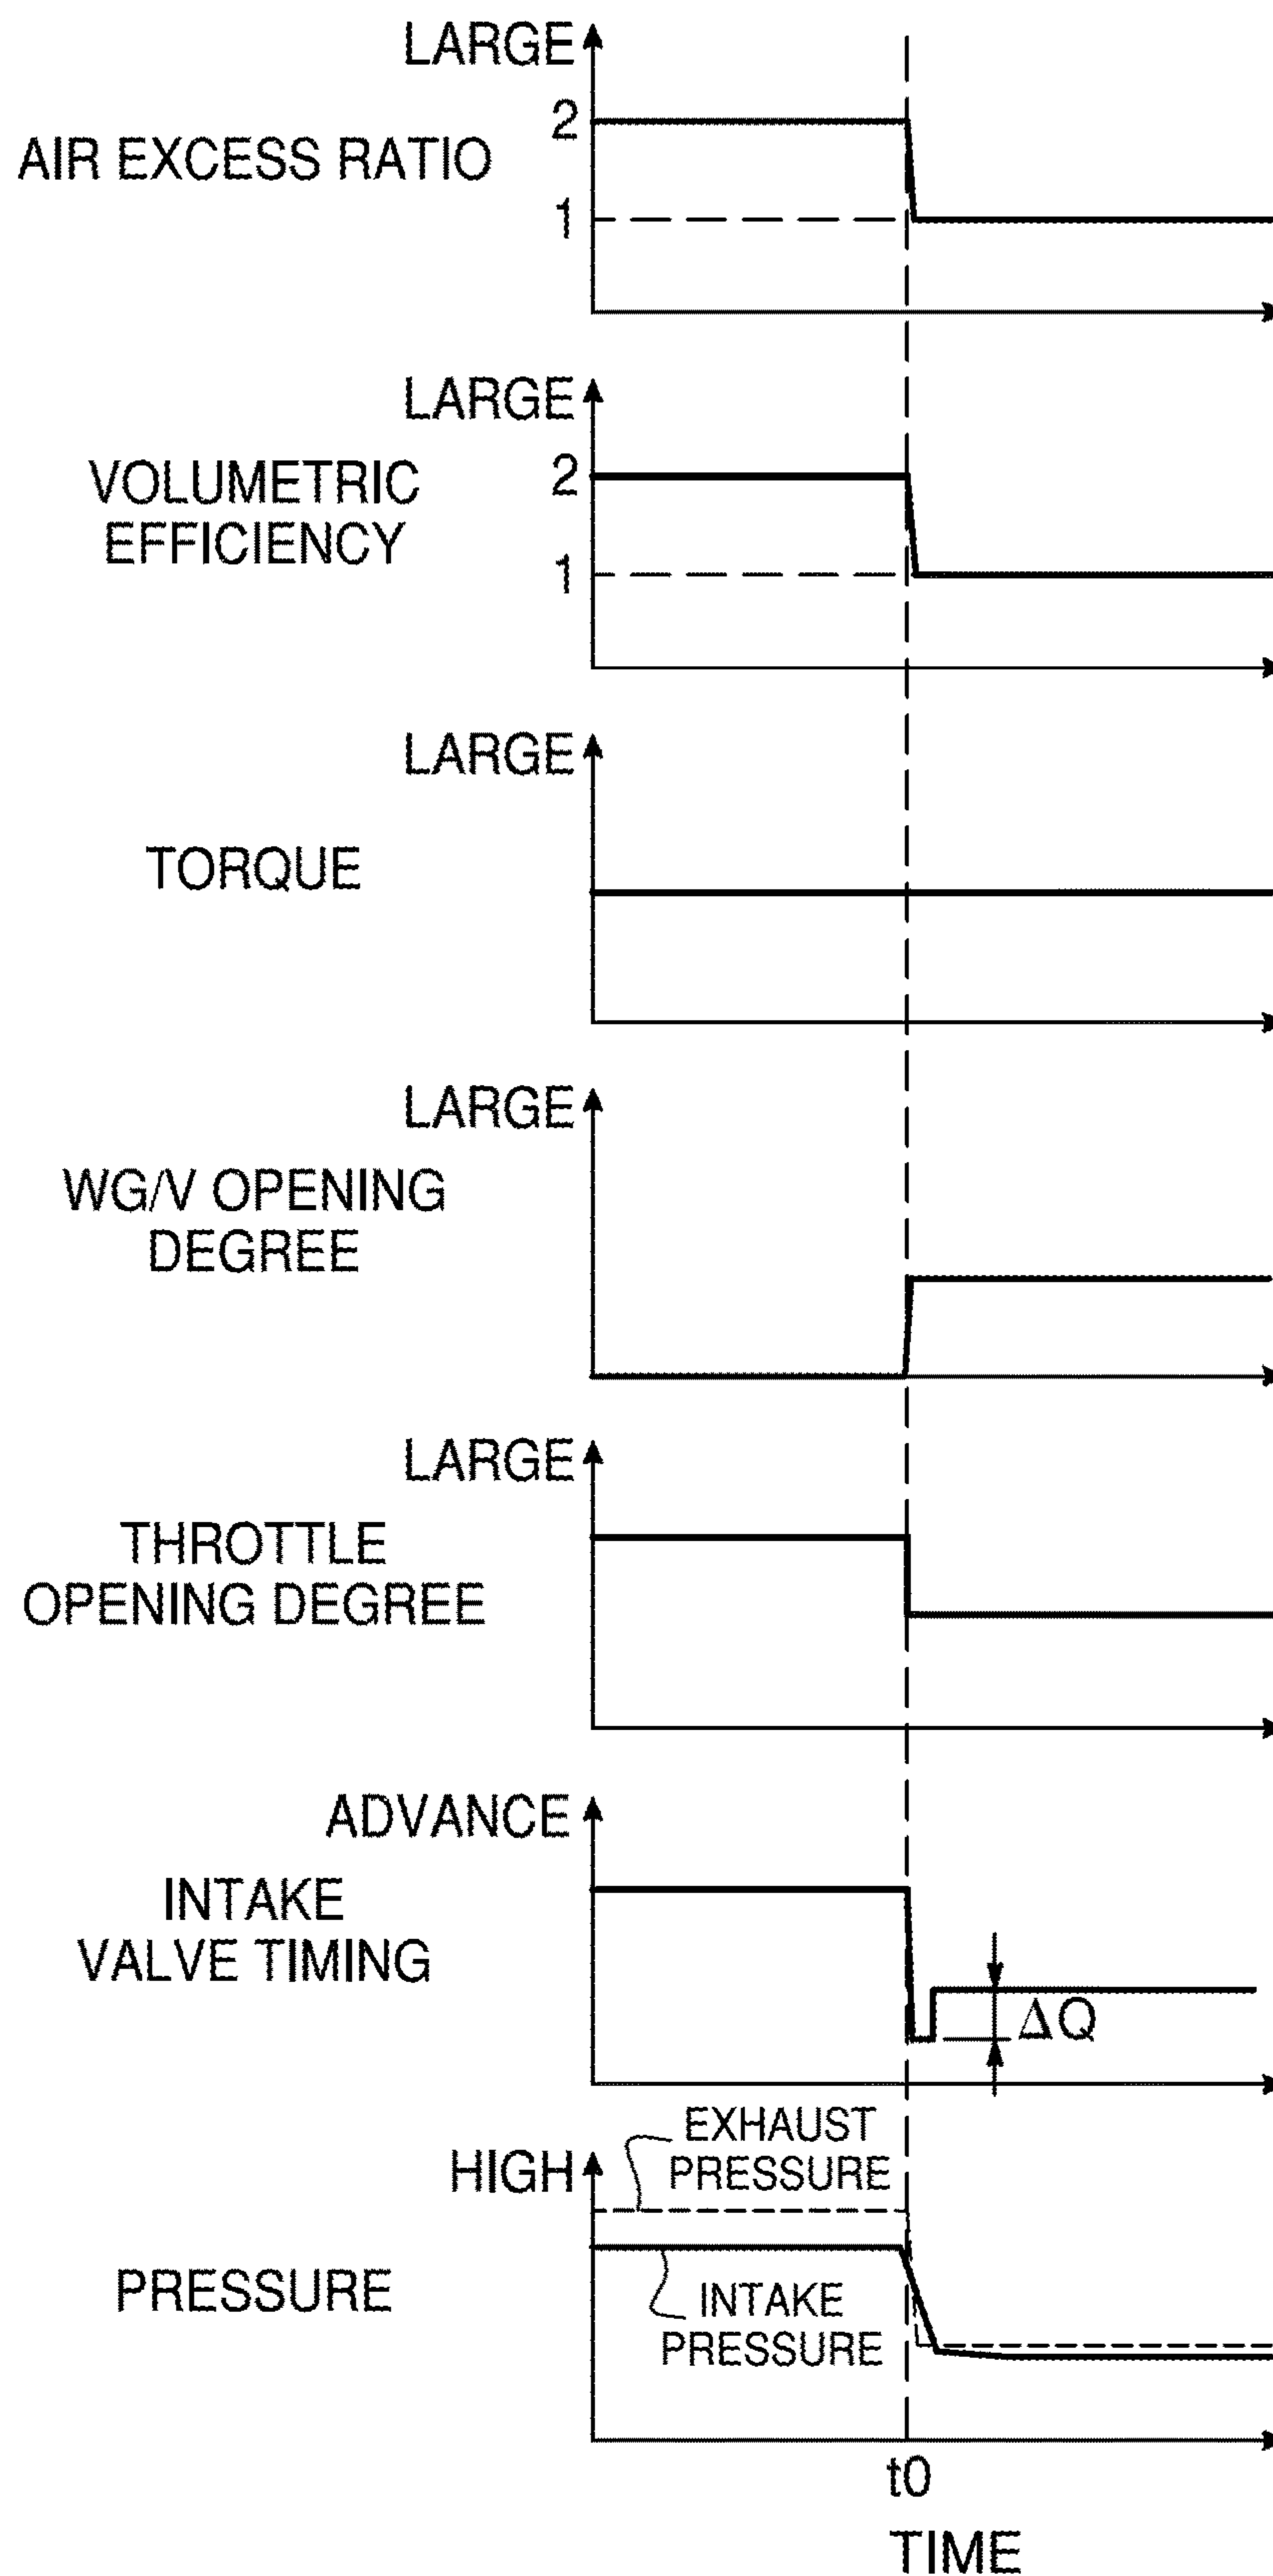 LARGE
2
AIR EXCESS RATIO
1
LARGE
VOLUMETRIC
2
EFFICIENCY
1
LARGE
TORQUE
LARGE
WG/V OPENING
DEGREE
LARGE
THROTTLE
OPENING DEGREE
ADVANCE
INTAKE
VALVE TIMING
ΔQ
EXHAUST
PRESSURE
HIGH
PRESSURE
INTAKE
PRESSURE
t0
TIME